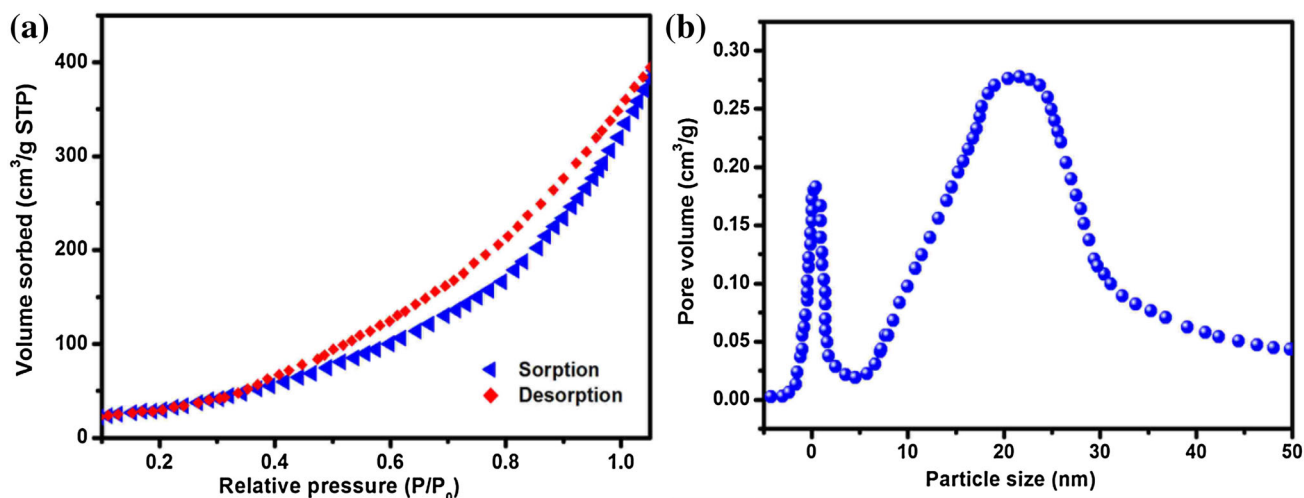 (a)
Volume sorbed (cm³/g STP)
400
300
200
100
0
Sorption
Desorption
0.2 0.4 0.6 0.8 1.0
Relative pressure (P/P₀)
(b)
Pore volume (cm³/g)
0.30
0.25
0.20
0.15
0.10
0.05
0.00
0 10 20 30 40 50
Particle size (nm)